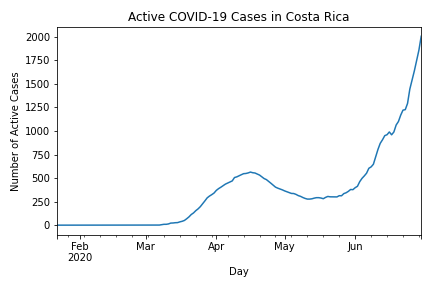 Active COVID-19 Cases in Costa Rica
2000
1750
1500
1250
1000
750
500
250
0
Number of Active Cases
Feb
2020
Mar
Apr
May
Jun
Day